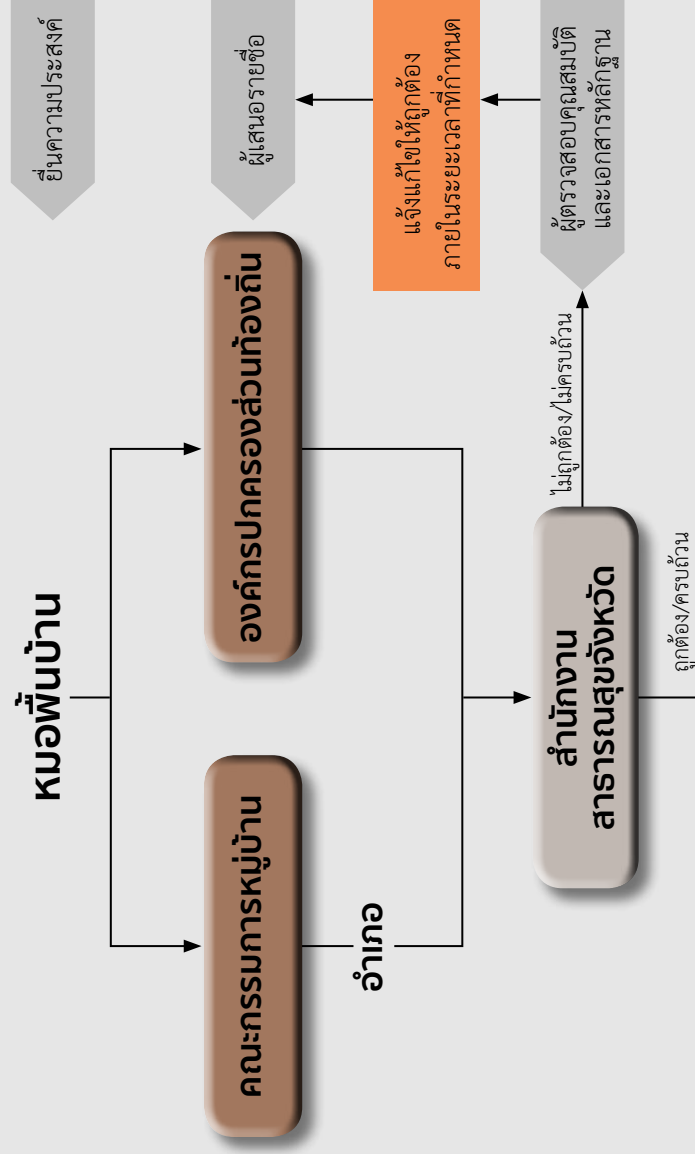 หมอพื้นบ้าน
ยื่นความประสงค์
คณะกรรมการหมู่บ้าน
องค์กรปกครองส่วนท้องถิ่น
ผู้เสนอรายชื่อ
อำเภอ
แจ้งแก้ไขให้ถูกต้อง
ภายในระยะเวลาที่กำหนด
สำนักงาน
สาธารณสุขจังหวัด
ไม่ถูกต้อง/ไม่ครบถ้วน
ผู้ตรวจสอบคุณสมบัติ
และเอกสารหลักฐาน
ถูกต้อง/ครบถ้วน